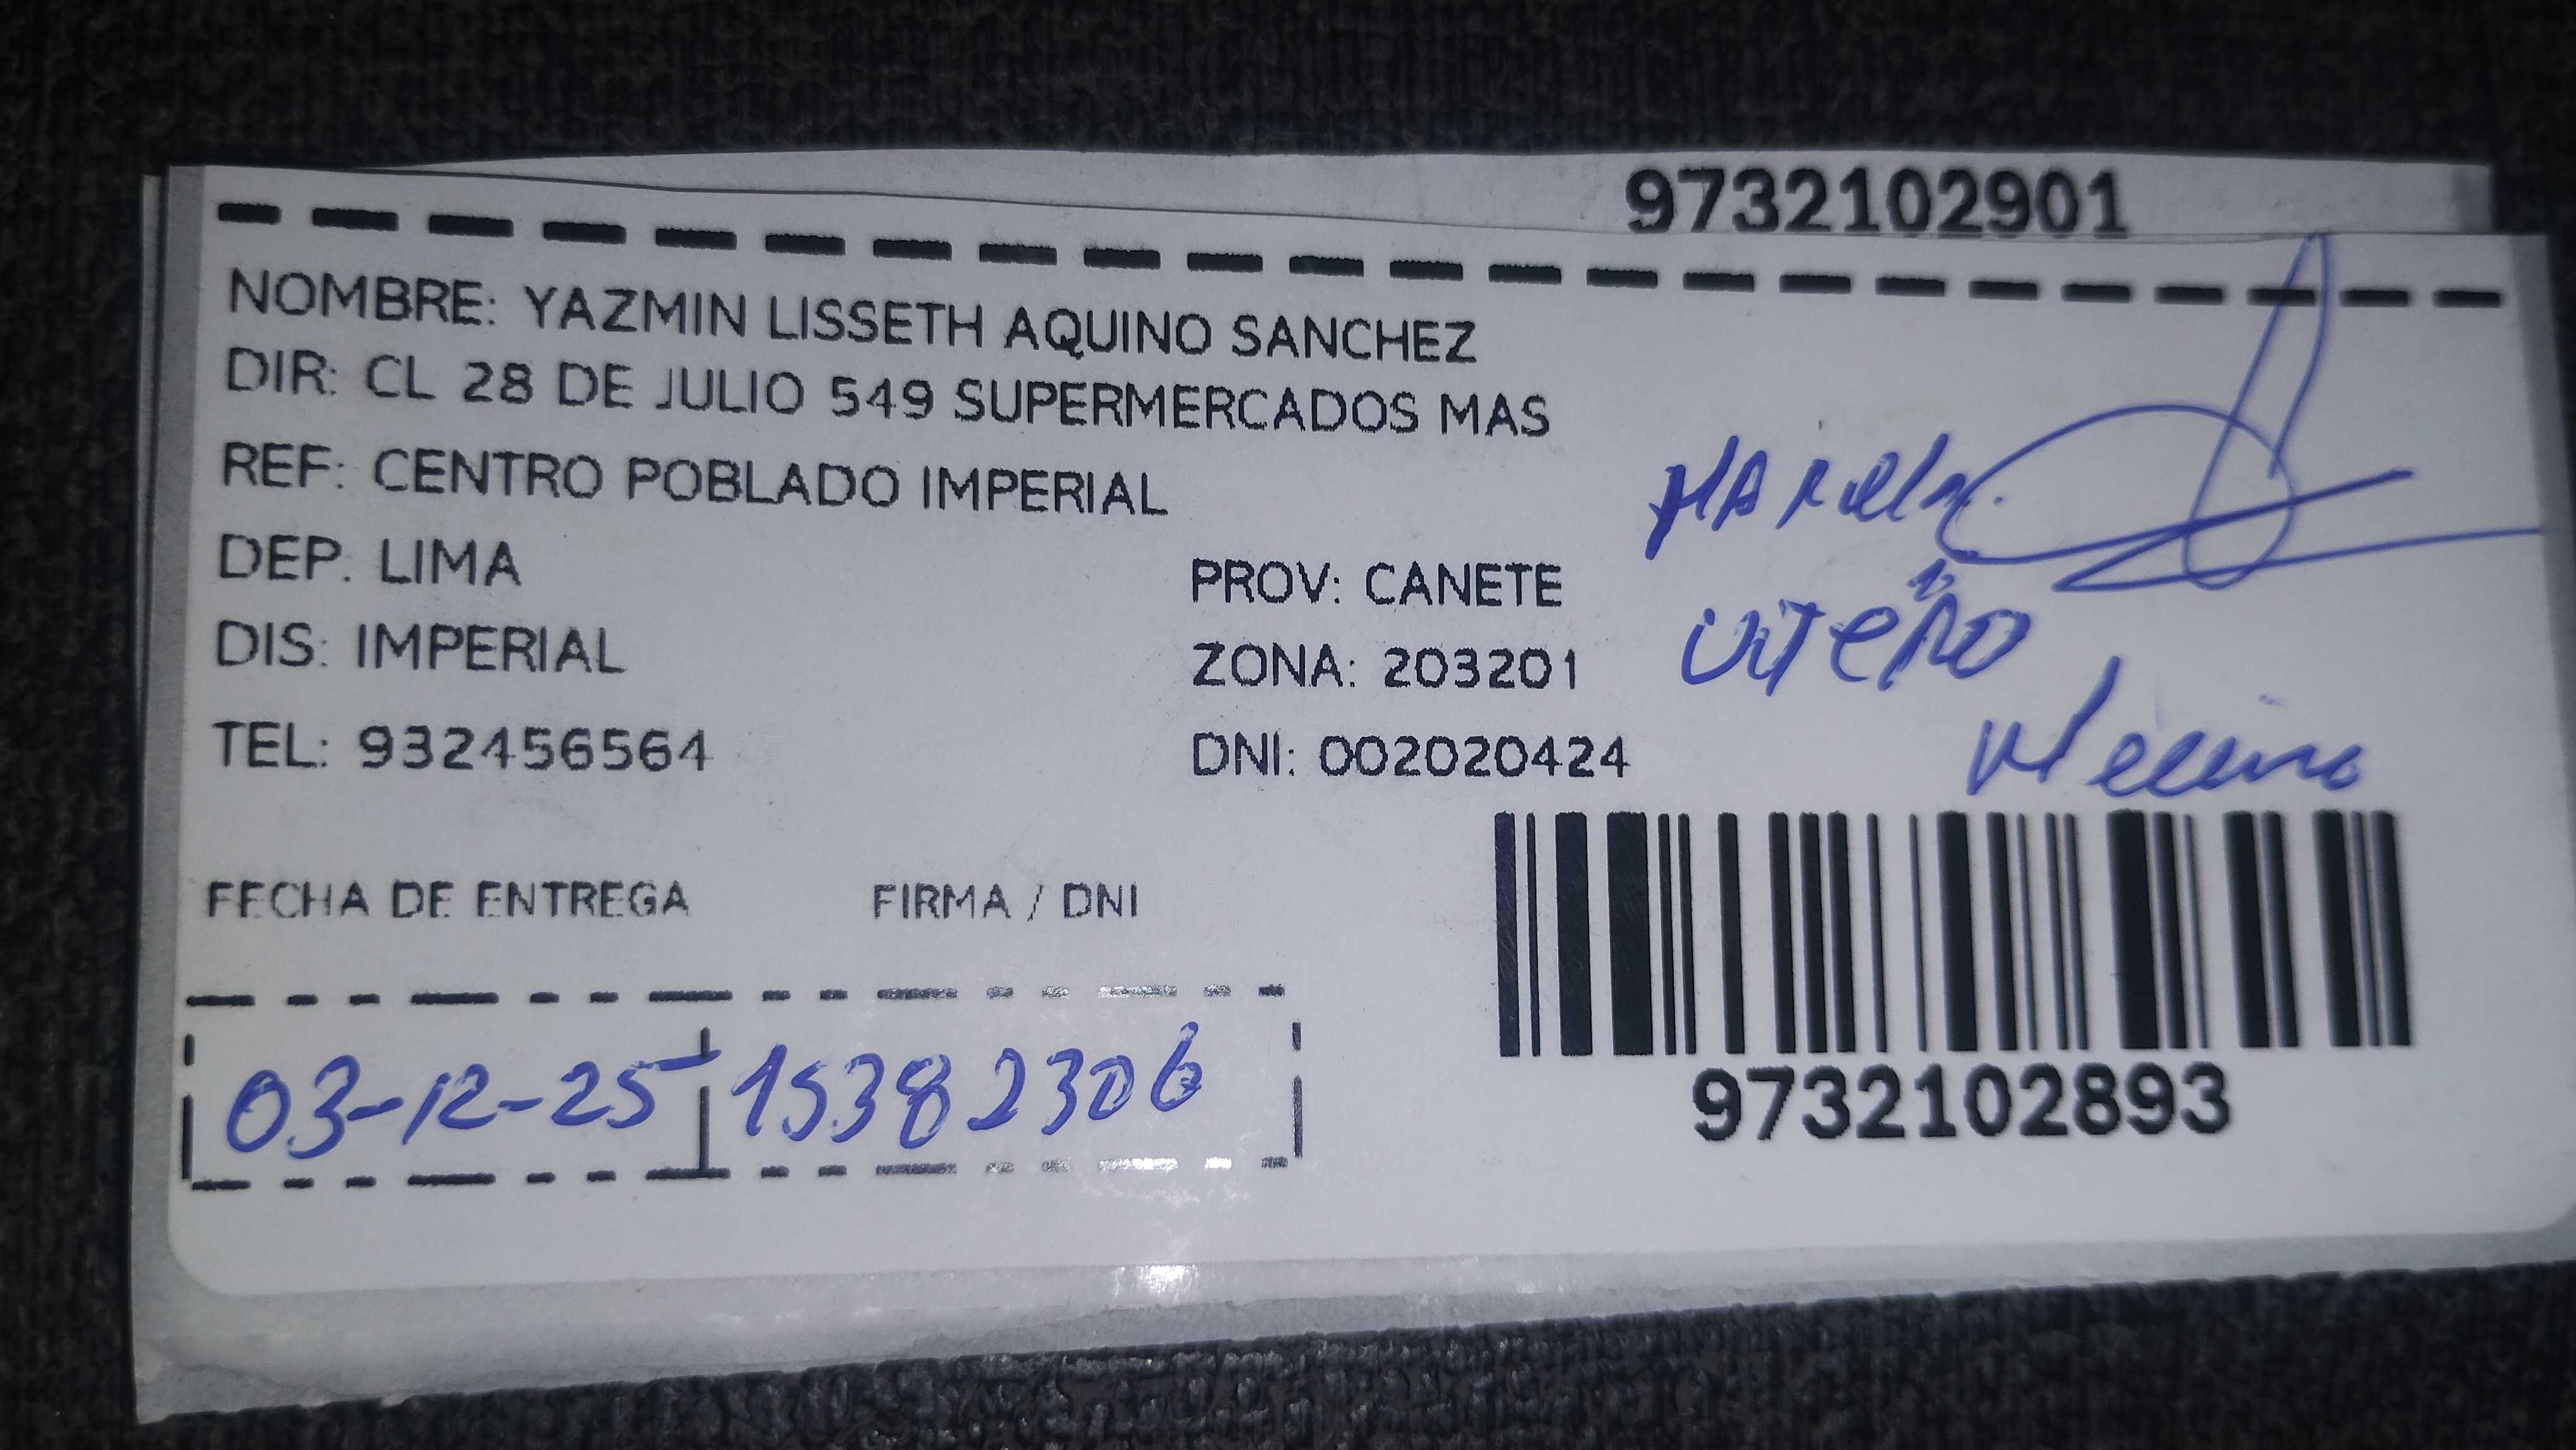 9732102901
NOMBRE: YAZMIN LISSETH AQUINO SANCHEZ
DIR: CL 28 DE JULIO 549 SUPERMERCADOS MAS
REF: CENTRO POBLADO IMPERIAL
DEP: LIMA
PROV: CANETE
DIS: IMPERIAL
ZONA: 203201
TEL: 932456564
DNI: 002020424
FECHA DE ENTREGA
FIRMA / DNI
03-12-25
15382306
9732102893